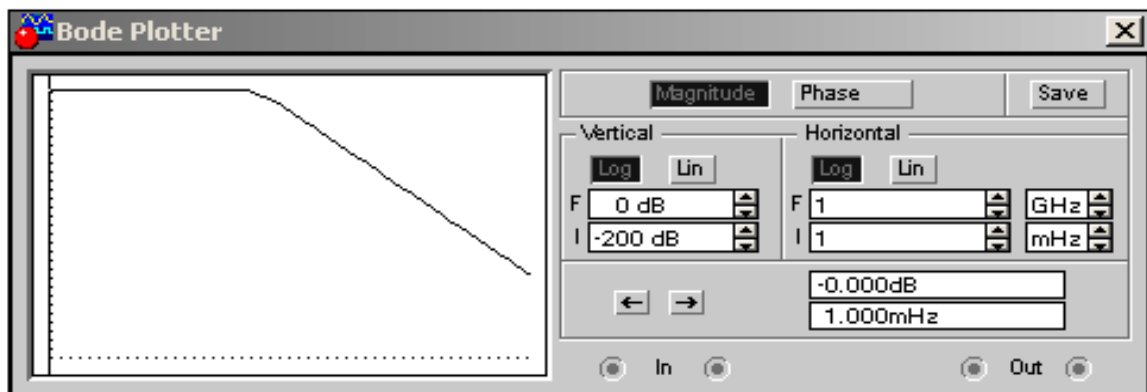 Bode Plotter
Magnitude Phase Save
Vertical Horizontal
Log Lin Log Lin
F 0 dB F 1 GHz
I -200 dB I 1 mHz
← → -0.000dB
1.000mHz
In Out